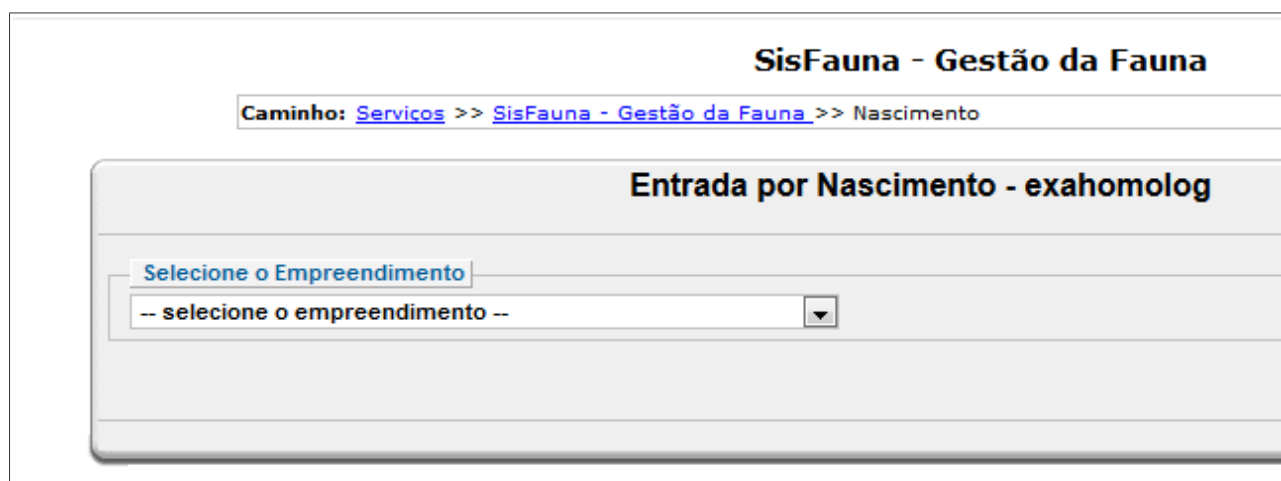 SisFauna - Gestão da Fauna
Caminho: Serviços >> SisFauna - Gestão da Fauna >> Nascimento
Entrada por Nascimento - exahomolog
Selecione o Empreendimento
-- selecione o empreendimento --